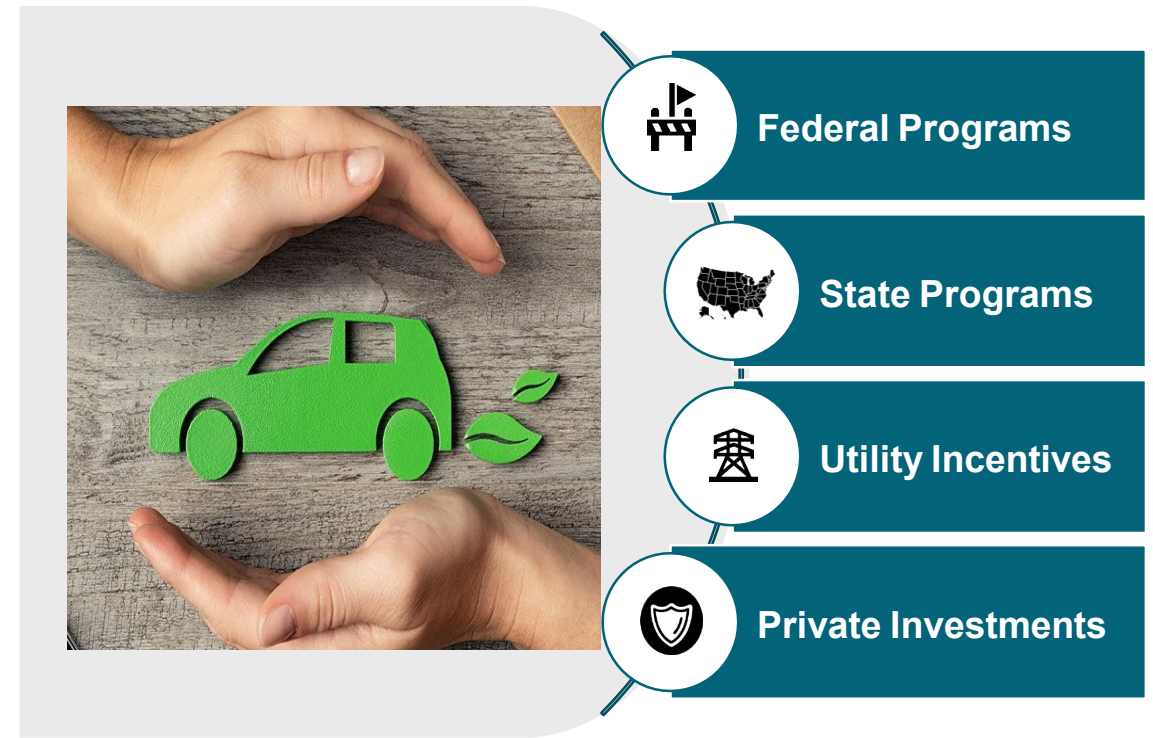 Federal Programs
State Programs
Utility Incentives
Private Investments